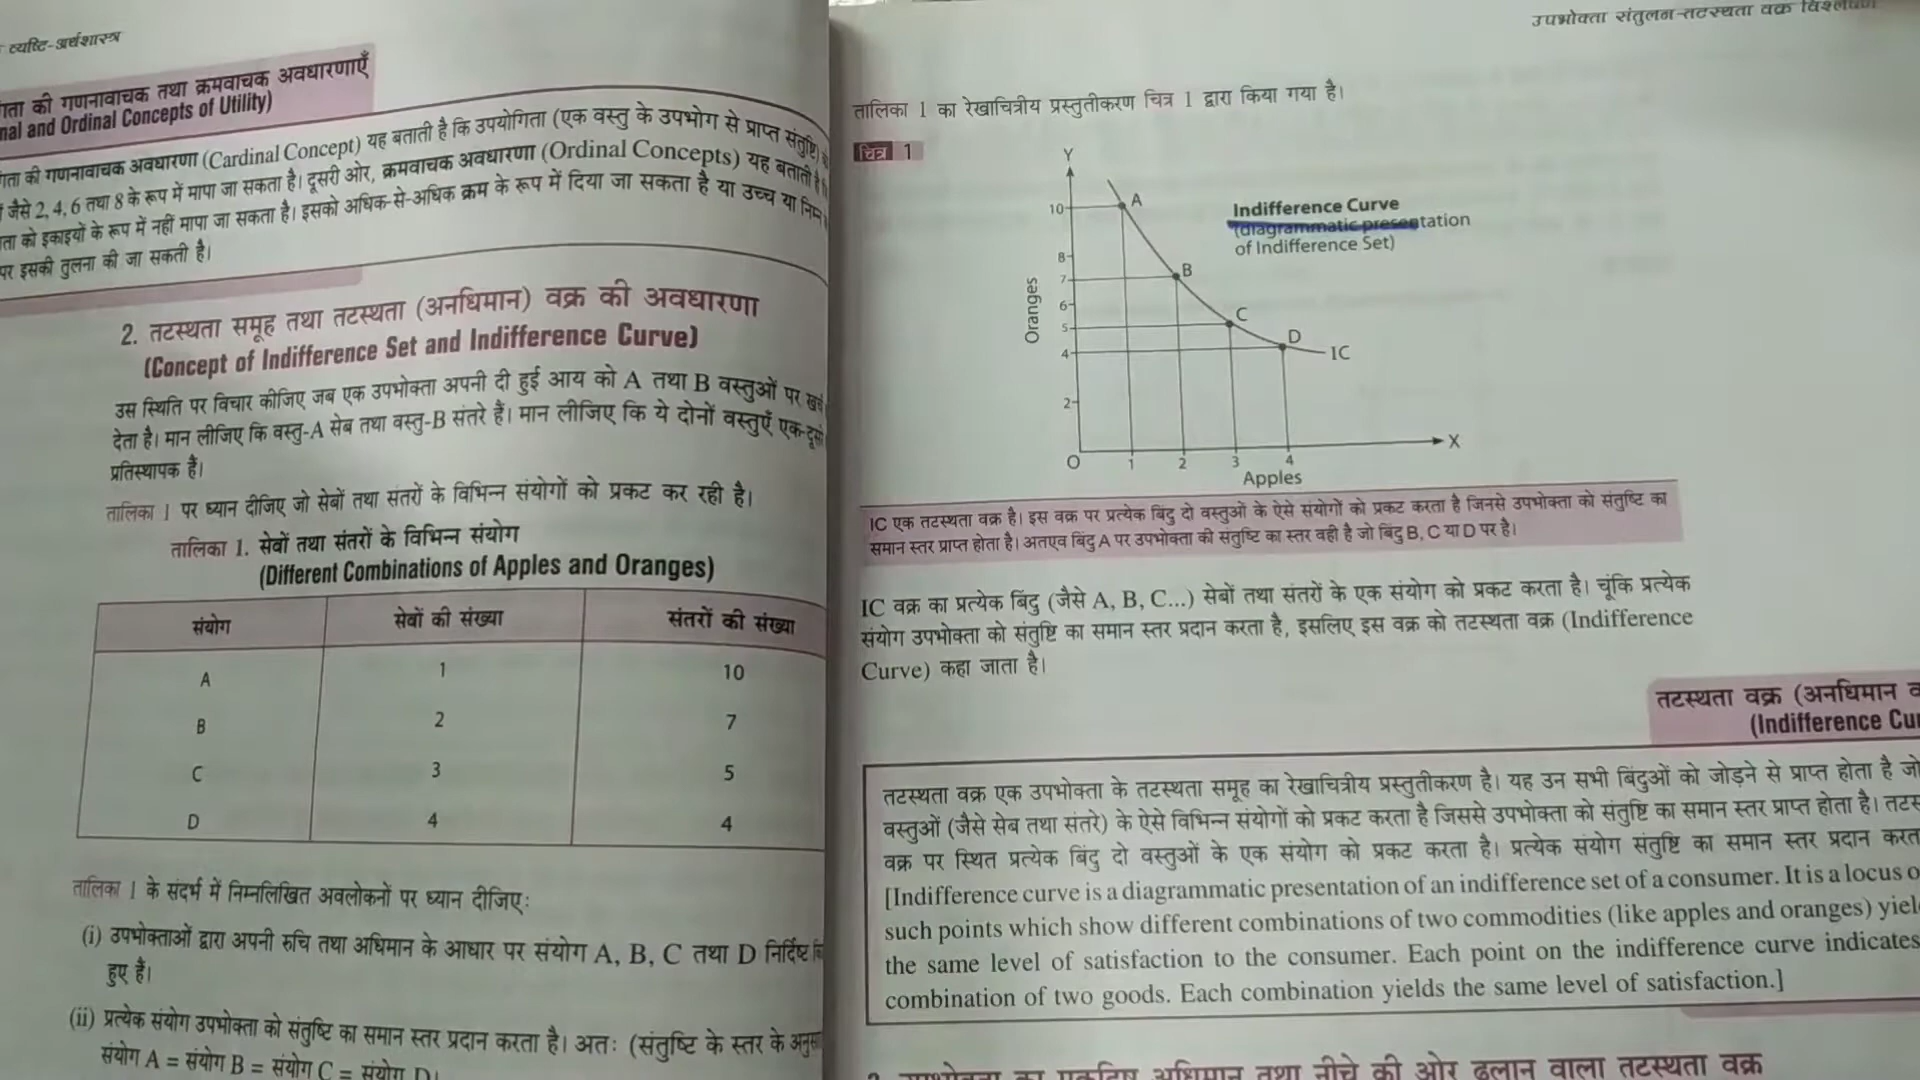 व्यष्टि-अर्थशास्त्र
की गणनावाचक तथा क्रमवाचक अवधारणाएँ
and Ordinal Concepts of Utility)
की गणनावाचक अवधारणा (Cardinal Concept) यह बताती है कि उपयोगिता (एक वस्तु के उपभोग से प्राप्त संतुष्टि)
जैसे 2, 4, 6 तथा 8 के रूप में मापा जा सकता है। दूसरी ओर, क्रमवाचक अवधारणा (Ordinal Concepts) यह बताती है
को इकाइयों के रूप में नहीं मापा जा सकता है। इसको अधिक-से-अधिक क्रम के रूप में दिया जा सकता है या उच्च या निम्न
पर इसकी तुलना की जा सकती है।
2. तटस्थता समूह तथा तटस्थता (अनधिमान) वक्र की अवधारणा
(Concept of Indifference Set and Indifference Curve)
उस स्थिति पर विचार कीजिए जब एक उपभोक्ता अपनी दी हुई आय को A तथा B वस्तुओं पर खर्च
देता है। मान लीजिए कि वस्तु-A सेब तथा वस्तु-B संतरे हैं। मान लीजिए कि ये दोनों वस्तुएँ
प्रतिस्थापक हैं।
तालिका 1 पर ध्यान दीजिए जो सेबों तथा संतरों के विभिन्न संयोगों को प्रकट कर रही है।
तालिका 1. सेवों तथा संतरों के विभिन्न संयोग
(Different Combinations of Apples and Oranges)
संयोग सेवों की संख्या संतरों की संख्या
A 1 10
B 2 7
C 3 5
D 4 4
तालिका 1 के संदर्भ में निम्नलिखित अवलोकनों पर ध्यान दीजिए:
(i) उपभोक्ताओं द्वारा अपनी रुचि तथा अधिमान के आधार पर संयोग A, B, C तथा D निर्दिष्ट
हुए हैं।
(ii) प्रत्येक संयोग उपभोक्ता को संतुष्टि का समान स्तर प्रदान करता है। अतः (संतुष्टि के स्तर के
संयोग A = संयोग B = संयोग C = संयोग D)
उपभोक्ता संतुलन-तटस्थता वक्र विश्लेषण
तालिका 1 का रेखाचित्रीय प्रस्तुतीकरण चित्र 1 द्वारा किया गया है।
चित्र 1
Y
10
8
7
6
5
4
2
Oranges
A
B
C
D
IC
Indifference Curve
(diagrammatic presentation
of Indifference Set)
X
O 1 2 3 4
Apples
IC एक तटस्थता वक्र है। इस वक्र पर प्रत्येक बिंदु दो वस्तुओं के ऐसे संयोगों को प्रकट करता है जिनसे उपभोक्ता को संतुष्टि का
समान स्तर प्राप्त होता है। अतएव बिंदु A पर उपभोक्ता की संतुष्टि का स्तर वही है जो बिंदु B, C या D पर है।
IC वक्र का प्रत्येक बिंदु (जैसे A, B, C...) सेबों तथा संतरों के एक संयोग को प्रकट करता है। चूंकि प्रत्येक
संयोग उपभोक्ता को संतुष्टि का समान स्तर प्रदान करता है, इसलिए इस वक्र को तटस्थता वक्र (Indifference
Curve) कहा जाता है।
तटस्थता वक्र (अनधिमान
(Indifference
तटस्थता वक्र एक उपभोक्ता के तटस्थता समूह का रेखाचित्रीय प्रस्तुतीकरण है। यह उन सभी बिंदुओं को जोड़ने से प्राप्त होता है जो
वस्तुओं (जैसे सेब तथा संतरे) के ऐसे विभिन्न संयोगों को प्रकट करता है जिससे उपभोक्ता को संतुष्टि का समान स्तर प्राप्त होता है।
वक्र पर स्थित प्रत्येक बिंदु दो वस्तुओं के एक संयोग को प्रकट करता है। प्रत्येक संयोग संतुष्टि का समान स्तर प्रदान
[Indifference curve is a diagrammatic presentation of an indifference set of a consumer. It is a locus
such points which show different combinations of two commodities (like apples and oranges)
the same level of satisfaction to the consumer. Each point on the indifference curve indicates
combination of two goods. Each combination yields the same level of satisfaction.]
उपभोक्ता का एकदिष्ट अधिमान तथा नीचे की ओर ढलान वाला तटस्थता वक्र